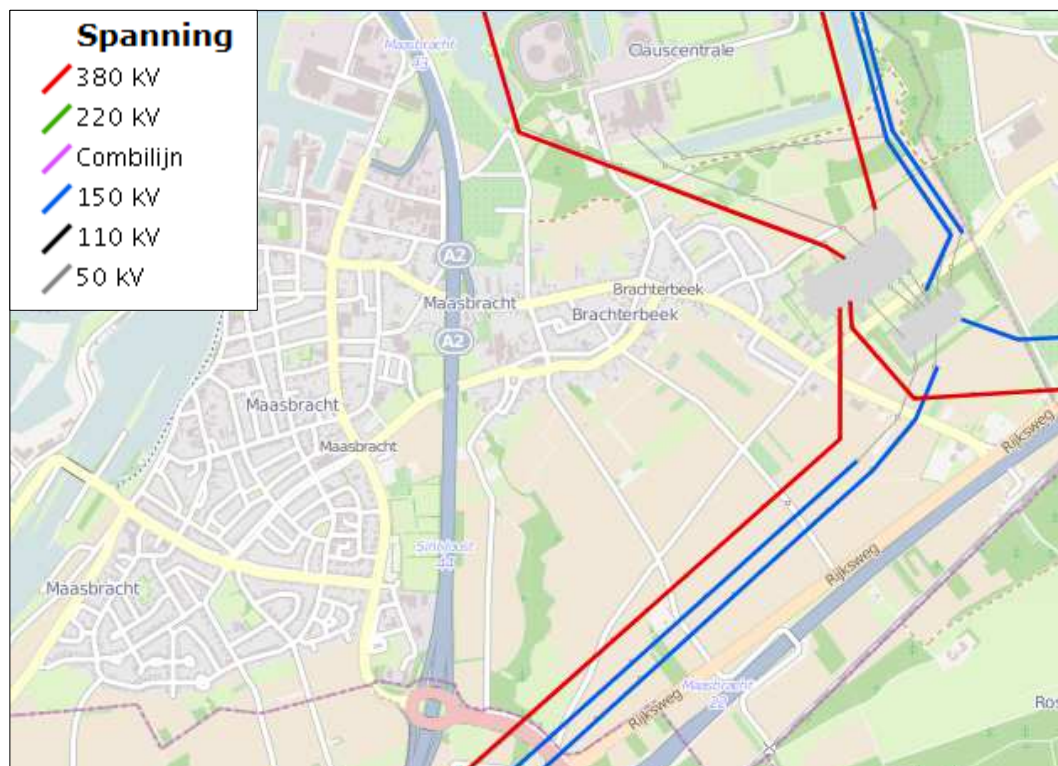 Spanning
380 kV
220 kV
Combilijn
150 kV
110 kV
50 kV
Maasbracht
Clauscentrale
A2
Maasbracht
Brachterbeek
Brachterbeek
A2
Maasbracht
Maasbracht
Rijksweg
Rijksweg
Maasbracht
Maasbracht
22
Rijksweg
Ros